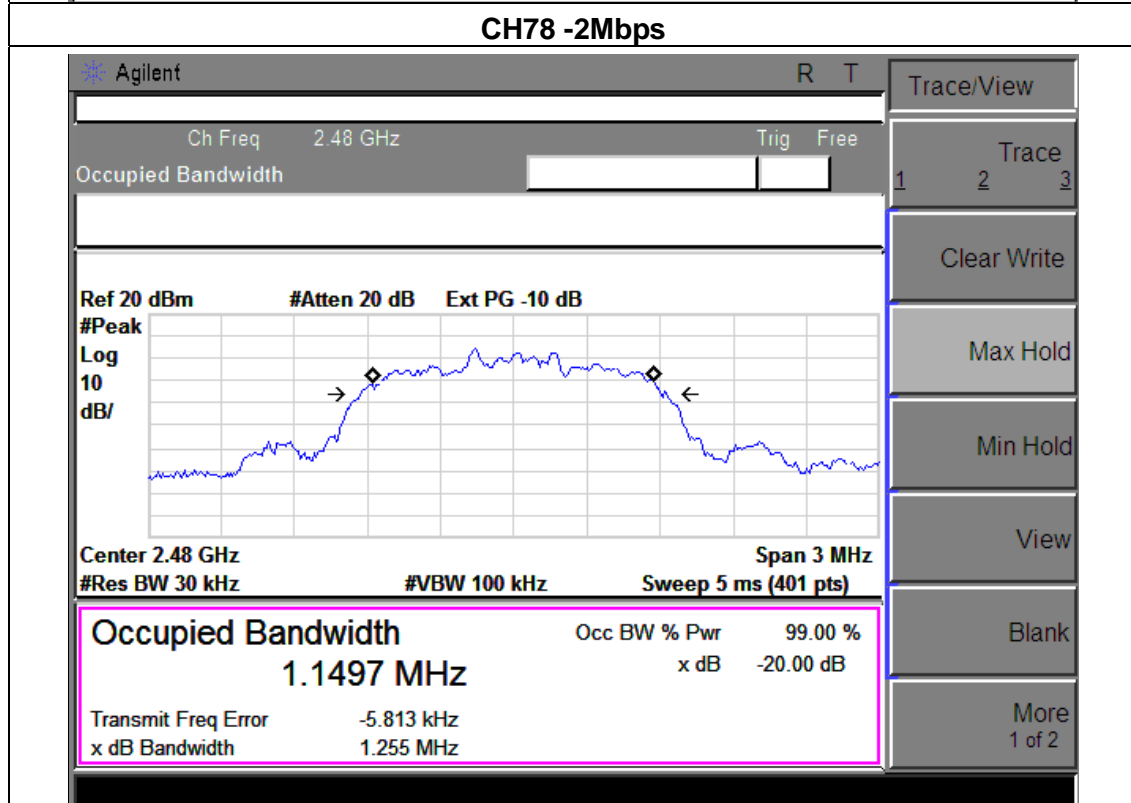 CH78 -2Mbps
Agilent R T
Ch Freq 2.48 GHz Trig Free
Occupied Bandwidth
Ref 20 dBm #Atten 20 dB Ext PG -10 dB
#Peak
Log
10
dB/
Center 2.48 GHz Span 3 MHz
#Res BW 30 kHz #VBW 100 kHz Sweep 5 ms (401 pts)
Occupied Bandwidth
1.1497 MHz
Occ BW % Pwr 99.00 %
x dB -20.00 dB
Transmit Freq Error -5.813 kHz
x dB Bandwidth 1.255 MHz
Trace/View
Trace
1 2 3
Clear Write
Max Hold
Min Hold
View
Blank
More
1 of 2